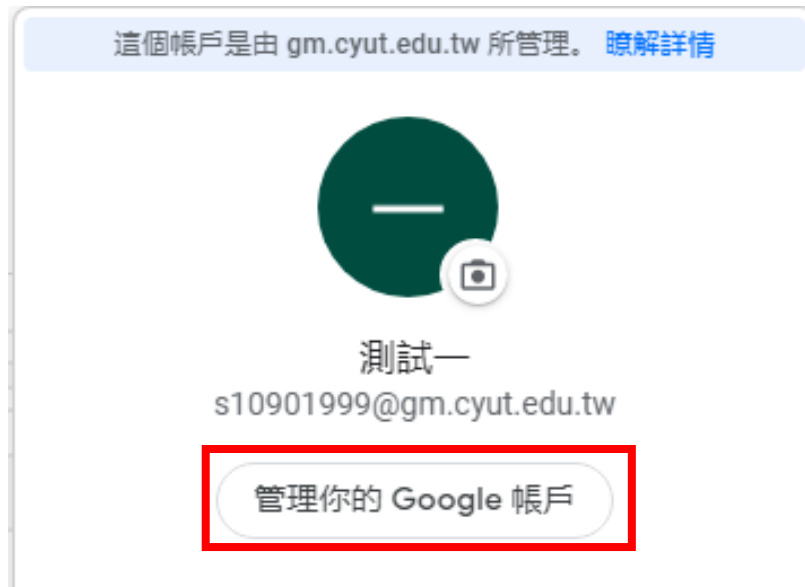 這個帳戶是由 gm.cyut.edu.tw 所管理。 瞭解詳情
一
測試一
s10901999@gm.cyut.edu.tw
管理你的 Google 帳戶